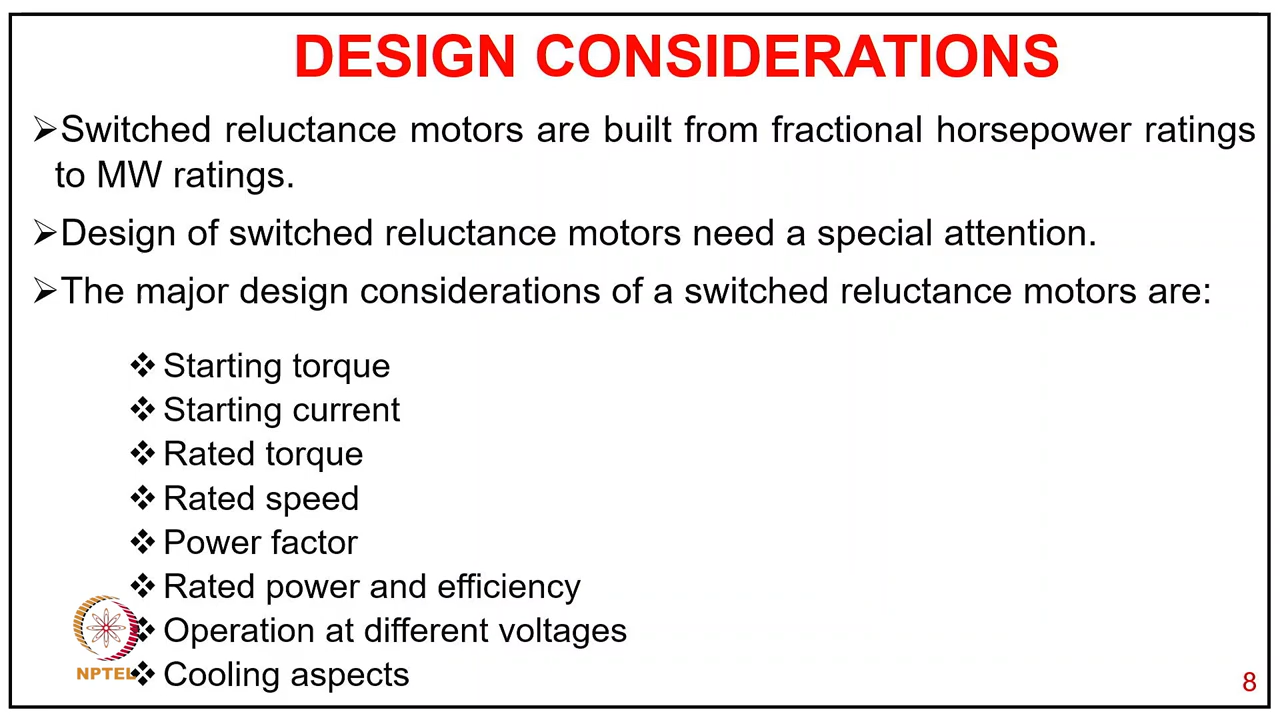 DESIGN CONSIDERATIONS
➢Switched reluctance motors are built from fractional horsepower ratings
to MW ratings.
➢Design of switched reluctance motors need a special attention.
➢The major design considerations of a switched reluctance motors are:
❖ Starting torque
❖ Starting current
❖ Rated torque
❖ Rated speed
❖ Power factor
❖ Rated power and efficiency
❖ Operation at different voltages
❖ Cooling aspects
NPTEL
8